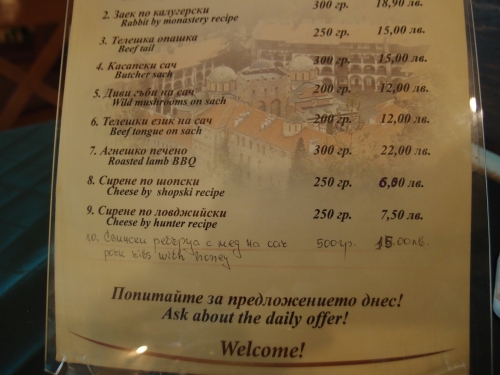 2. Заек по калугерски 300 гр. 18,90 лв.
Rabbit by monastery recipe
3. Телешка опашка 250 гр. 15,00 лв.
Beef tail
4. Касапски сач 300 гр. 15,00 лв.
Butcher sach
5. Диви гъби на сач 200 гр. 12,00 лв.
Wild mushrooms on sach
6. Телешки език на сач 200 гр. 12,00 лв.
Beef tongue on sach
7. Агнешко печено 300 гр. 22,00 лв.
Roasted lamb BBQ
8. Сирене по шопски 250 гр. 6,90 лв.
Cheese by shopski recipe
9. Сирене по ловджийски 250 гр. 7,50 лв.
Cheese by hunter recipe
10. Свински ребърца с мед на сач 500гр. 15.00лв.
pork ribs with honey
Попитайте за предложението днес!
Ask about the daily offer!
Welcome!